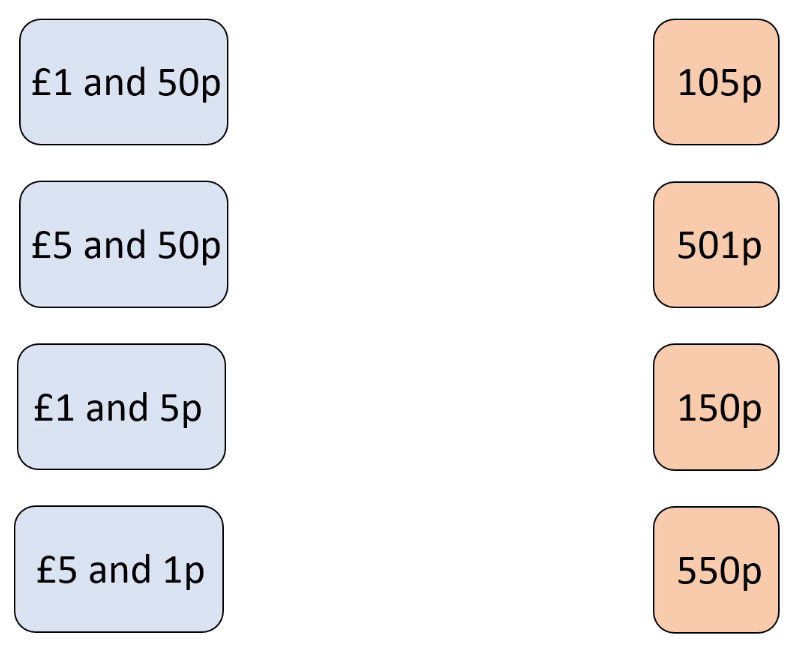 £1 and 50p
105p
£5 and 50p
501p
£1 and 5p
150p
£5 and 1p
550p